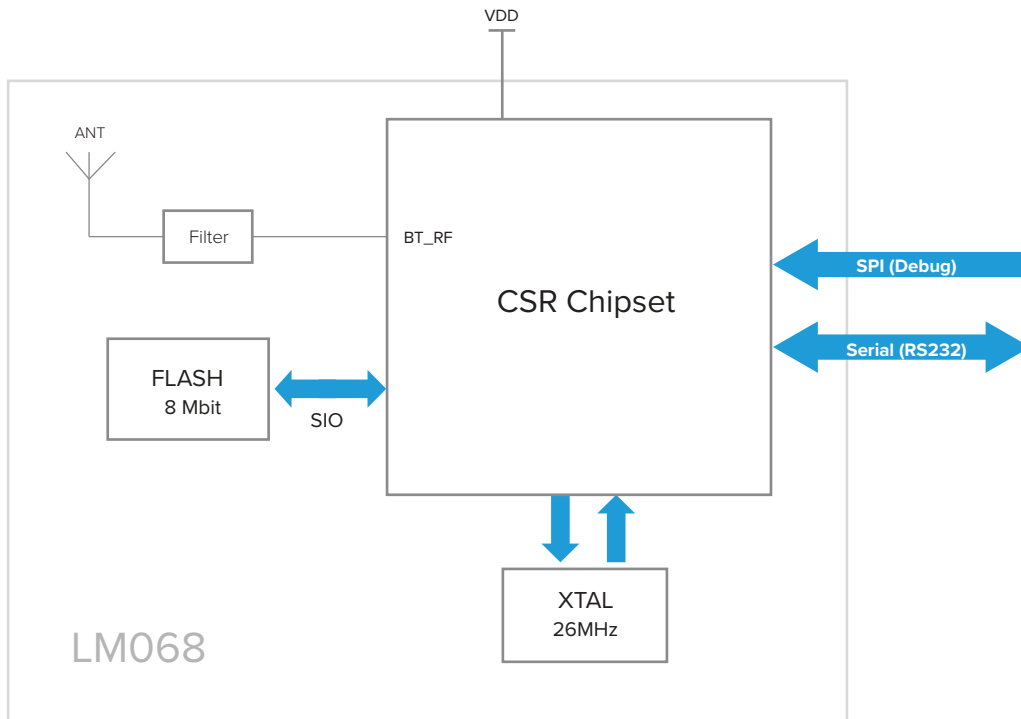 VDD
ANT
Filter
BT_RF
CSR Chipset
SPI (Debug)
Serial (RS232)
FLASH
8 Mbit
SIO
XTAL
26MHz
LM068